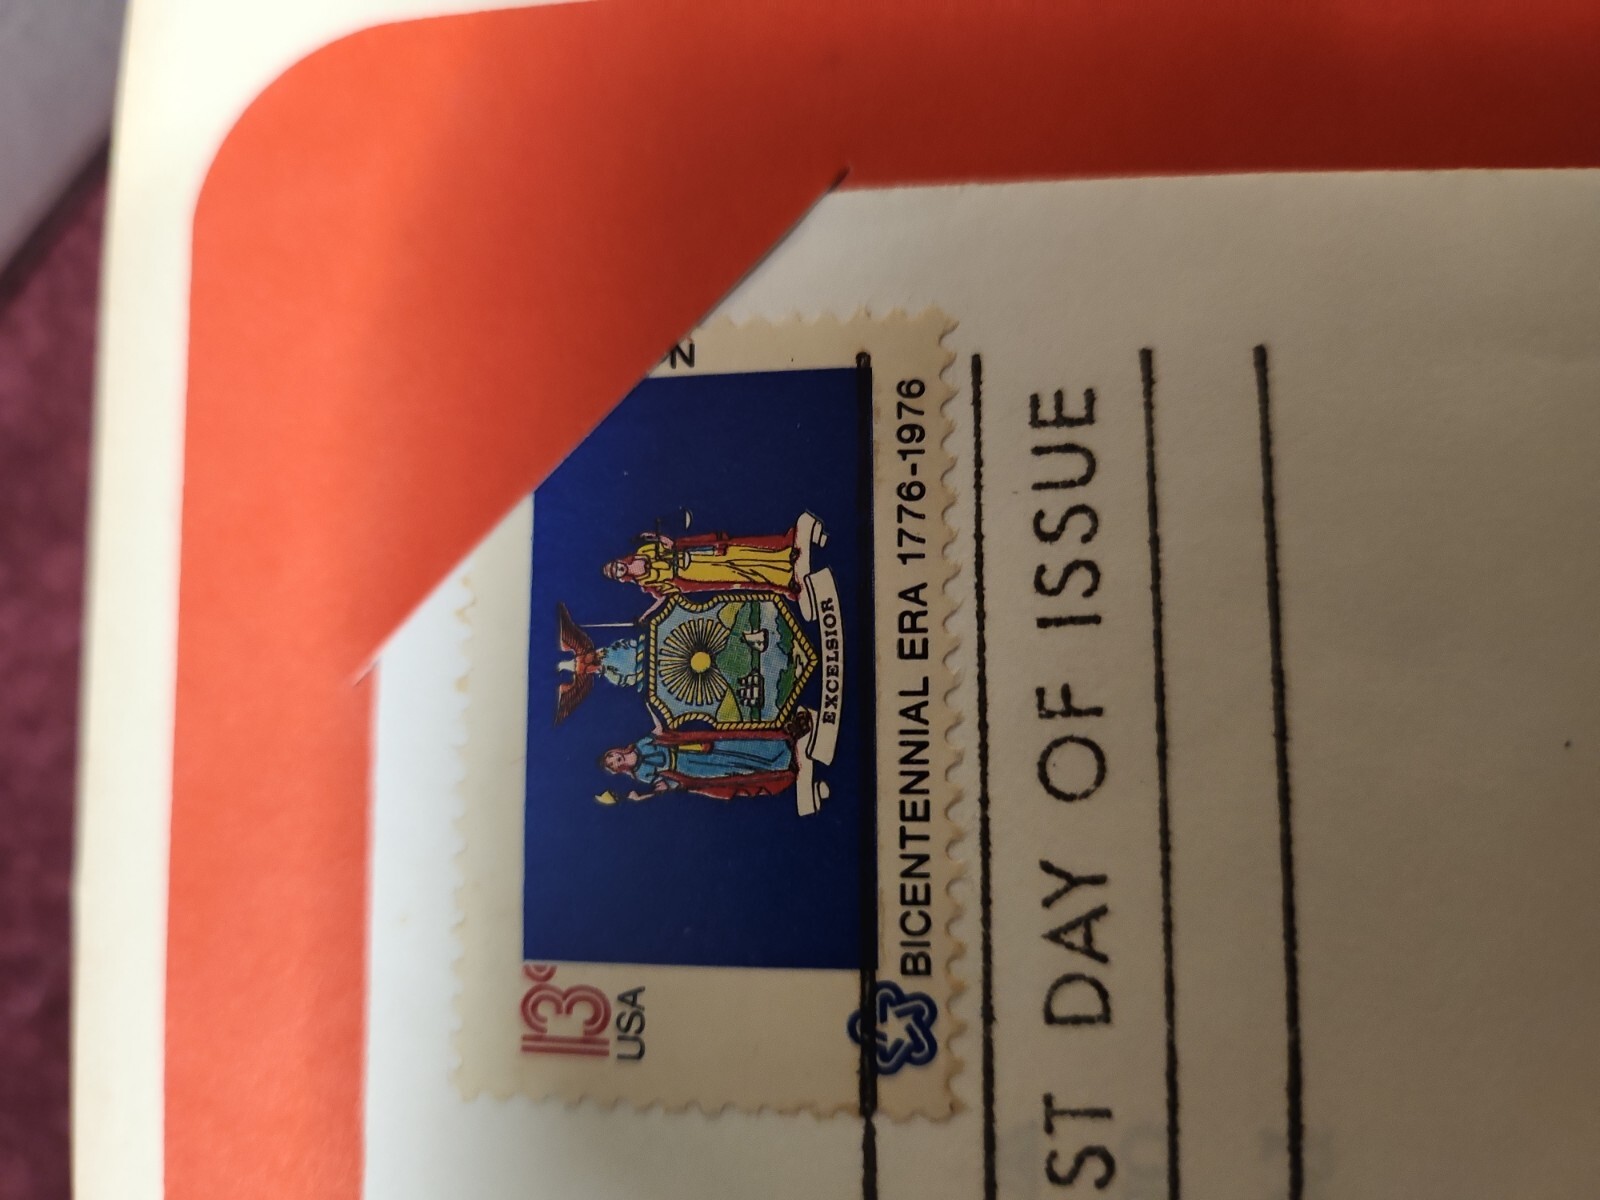 13c
USA
EXCELSIOR
BICENTENNIAL ERA 1776-1976
ST DAY OF ISSUE